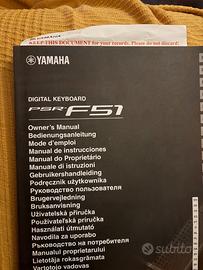 KEEP THIS DOCUMENT for your records. Please do not discard!
YAMAHA
DIGITAL KEYBOARD
PSR-F51
Owner's Manual
Bedienungsanleitung
Mode d'emploi
Manual de instrucciones
Manual do Proprietário
Manuale di istruzioni
Gebruikershandleiding
Podręcznik użytkownika
Руководство пользователя
Brugervejledning
Bruksanvisning
Uživatelská příručka
Používateľská príručka
Használati útmutató
Navodila za uporabo
Ръководство на потребителя
Manualul proprietarului
Lietotāja rokasgrāmata
Vartotojo vadovas
subito